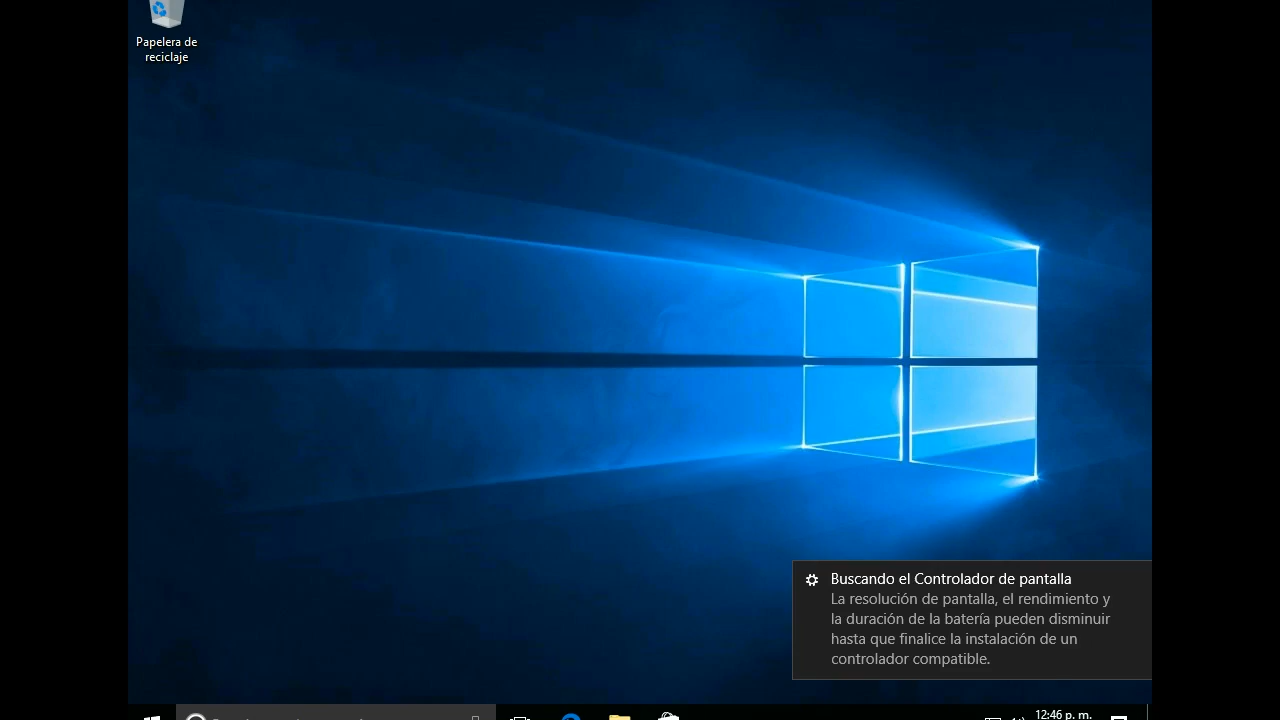 Papelera de
reciclaje
Buscando el Controlador de pantalla
La resolución de pantalla, el rendimiento y
la duración de la batería pueden disminuir
hasta que finalice la instalación de un
controlador compatible.
12:46 p. m.